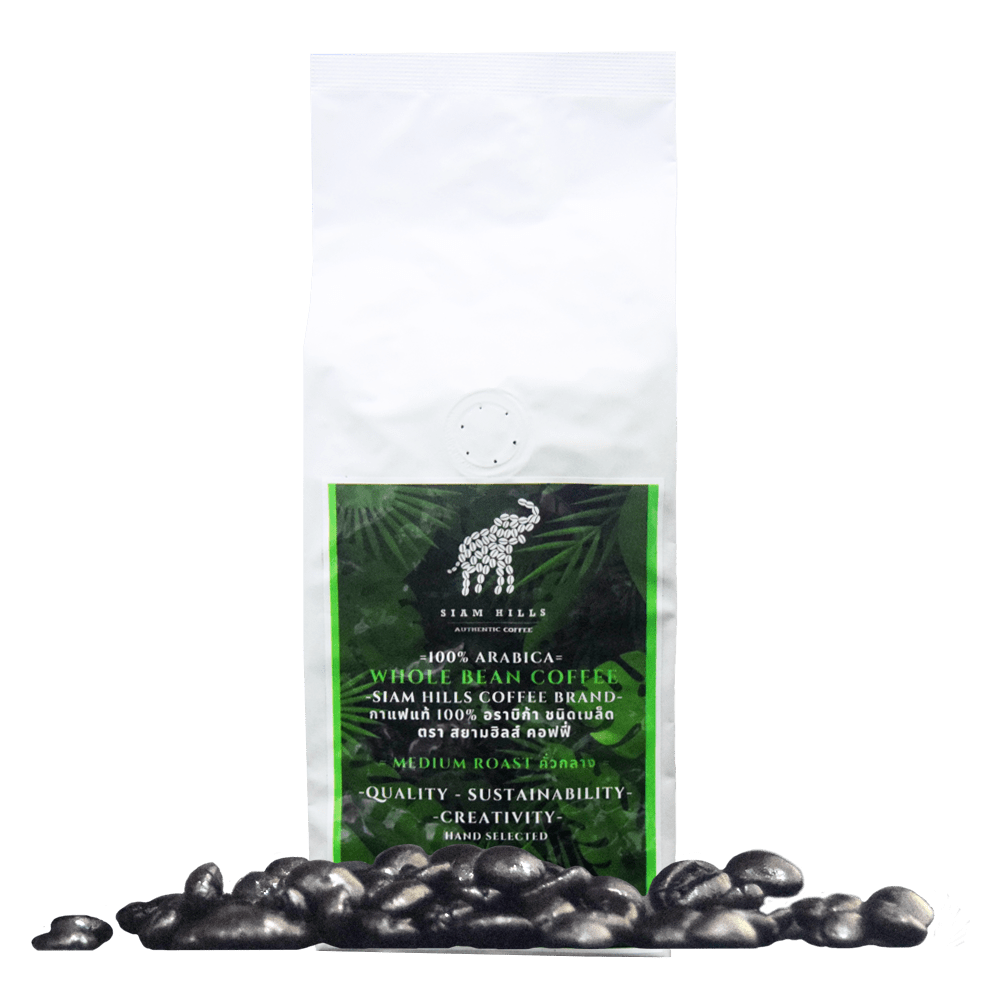 SIAM HILLS
AUTHENTIC COFFEE
=100% ARABICA=
WHOLE BEAN COFFEE
-SIAM HILLS COFFEE BRAND-
กาแฟแท้ 100% อราบิก้า ชนิดเมล็ด
ตรา สยามฮิลส์ คอฟฟี่
= MEDIUM ROAST คั่วกลาง =
-QUALITY - SUSTAINABILITY-
-CREATIVITY-
HAND SELECTED